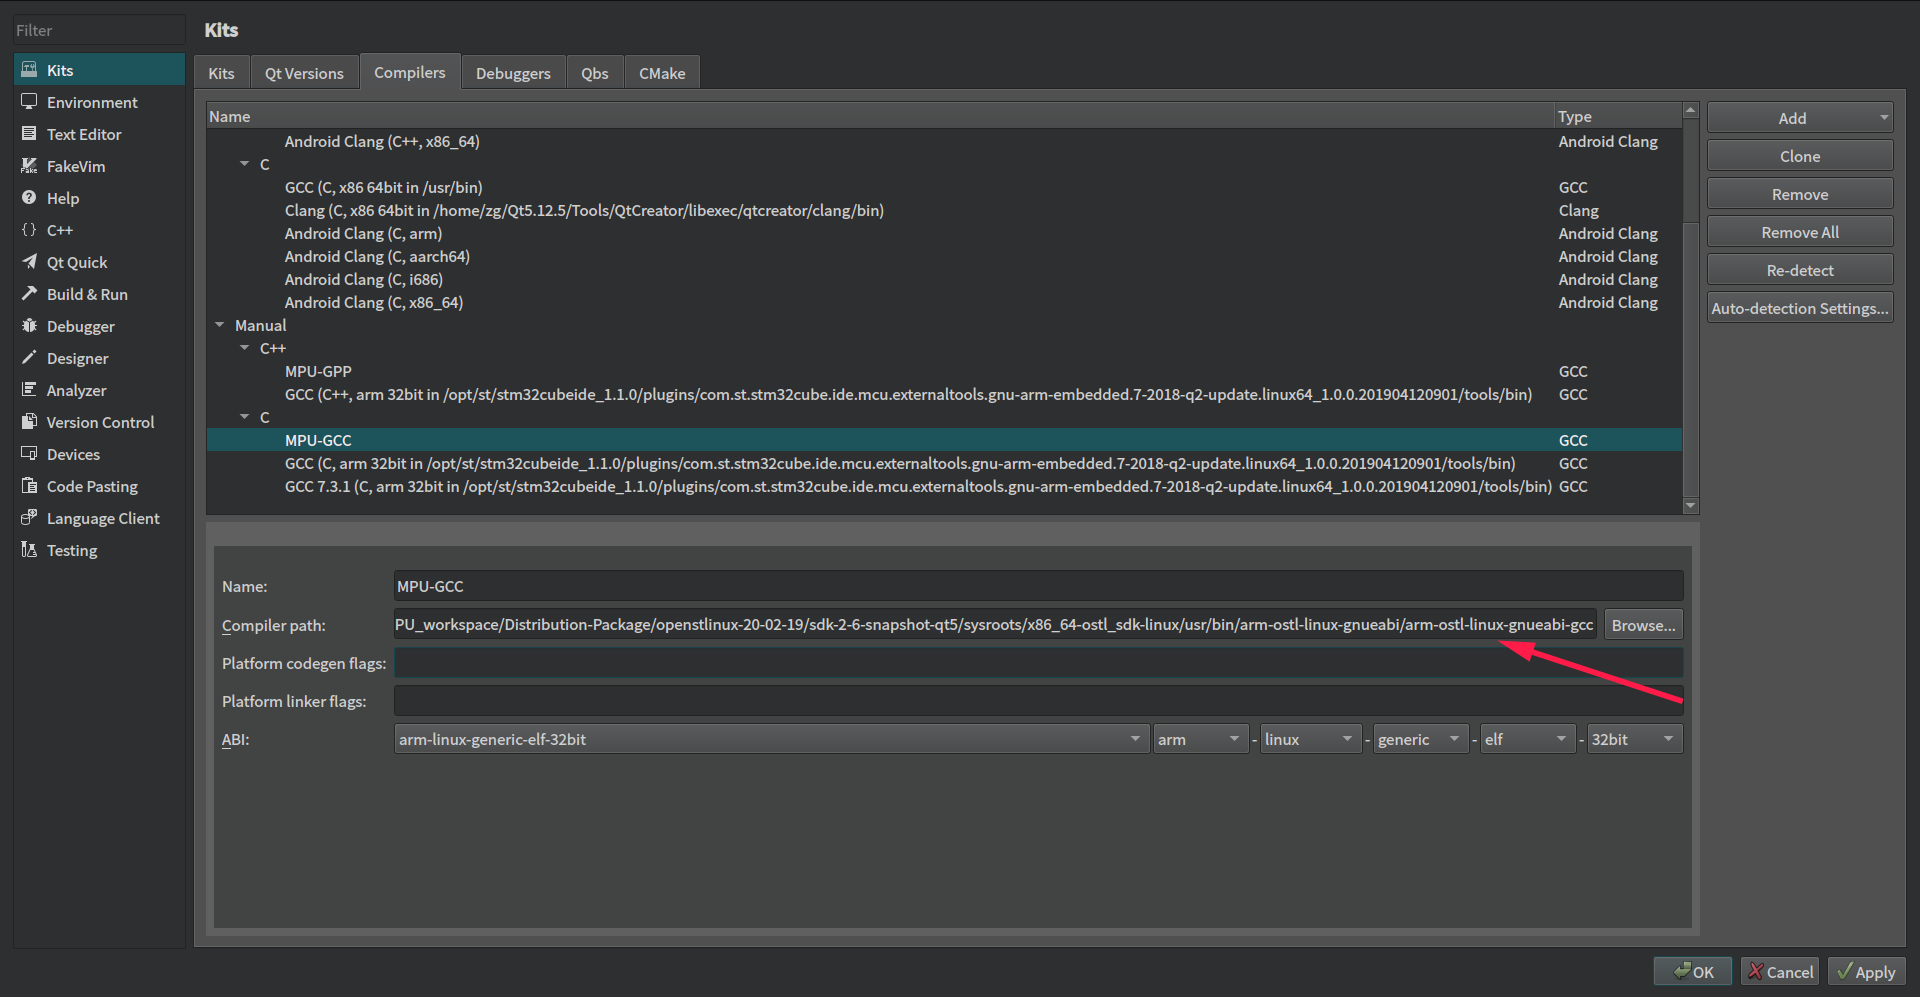 Filter
Kits
Environment
Text Editor
FakeVim
Help
C++
Qt Quick
Build & Run
Debugger
Designer
Analyzer
Version Control
Devices
Code Pasting
Language Client
Testing
Kits
Kits Qt Versions Compilers Debuggers Qbs CMake
Name Type
Android Clang (C++, x86_64) Android Clang
C
GCC (C, x86 64bit in /usr/bin) GCC
Clang (C, x86 64bit in /home/zg/Qt5.12.5/Tools/QtCreator/libexec/qtcreator/clang/bin) Clang
Android Clang (C, arm) Android Clang
Android Clang (C, aarch64) Android Clang
Android Clang (C, i686) Android Clang
Android Clang (C, x86_64) Android Clang
Manual
C++
MPU-GPP GCC
GCC (C++, arm 32bit in /opt/st/stm32cubeide_1.1.0/plugins/com.st.stm32cube.ide.mcu.externaltools.gnu-arm-embedded.7-2018-q2-update.linux64_1.0.0.201904120901/tools/bin) GCC
C
MPU-GCC GCC
GCC (C, arm 32bit in /opt/st/stm32cubeide_1.1.0/plugins/com.st.stm32cube.ide.mcu.externaltools.gnu-arm-embedded.7-2018-q2-update.linux64_1.0.0.201904120901/tools/bin) GCC
GCC 7.3.1 (C, arm 32bit in /opt/st/stm32cubeide_1.1.0/plugins/com.st.stm32cube.ide.mcu.externaltools.gnu-arm-embedded.7-2018-q2-update.linux64_1.0.0.201904120901/tools/bin) GCC
Add
Clone
Remove
Remove All
Re-detect
Auto-detection Settings...
Name: MPU-GCC
Compiler path: PU_workspace/Distribution-Package/openstlinux-20-02-19/sdk-2-6-snapshot-qt5/sysroots/x86_64-ostl_sdk-linux/usr/bin/arm-ostl-linux-gnueabi/arm-ostl-linux-gnueabi-gcc Browse...
Platform codegen flags:
Platform linker flags:
ABI: arm-linux-generic-elf-32bit arm - linux - generic - elf - 32bit
OK Cancel Apply